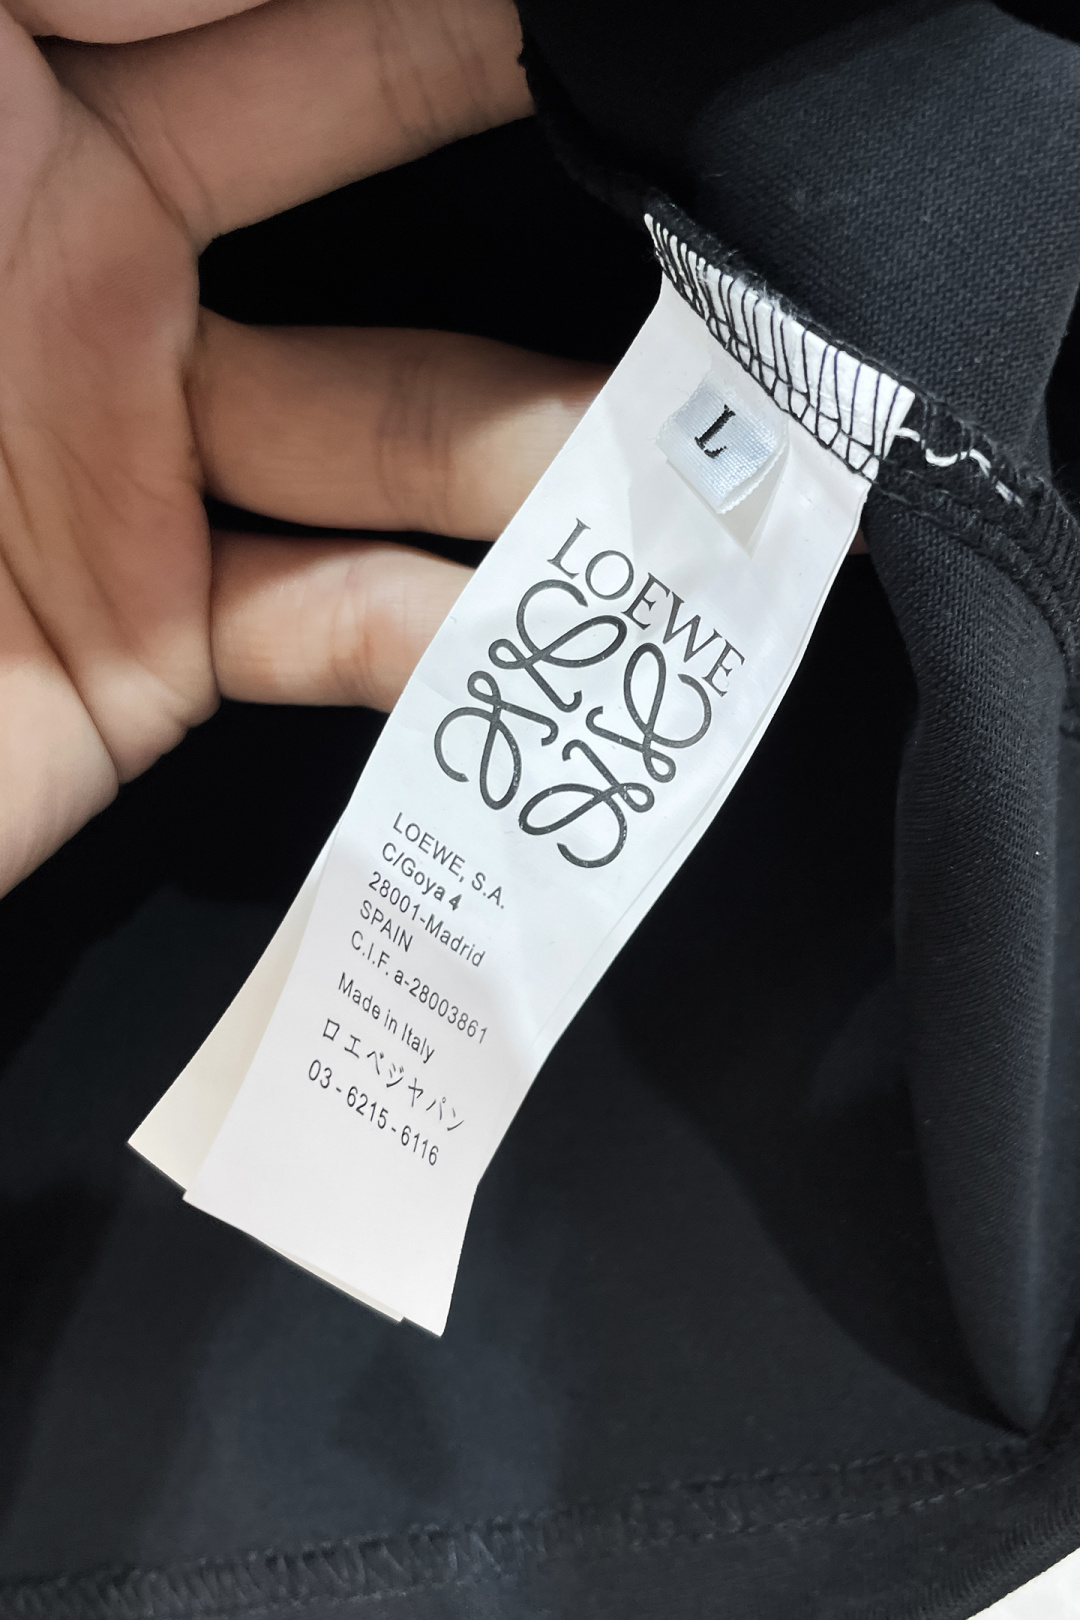 L
LOEWE
LOEWE, S.A.
C/Goya 4
28001-Madrid
SPAIN
C.I.F. a-28003861
Made in Italy
ロエベジャパン
03-6215-6116